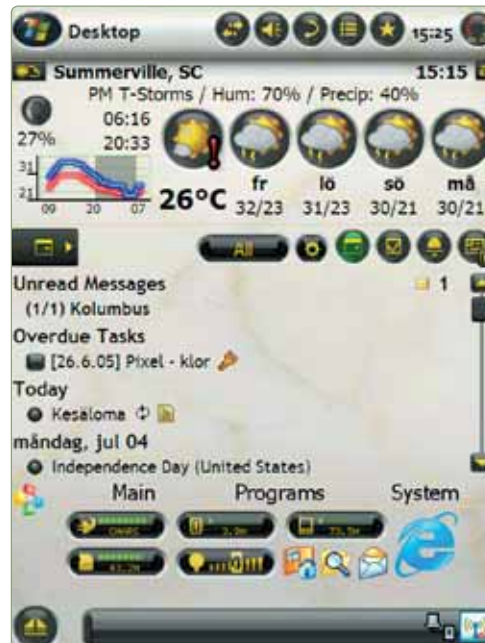 Desktop 15:25
Summerville, SC 15:15
PM T-Storms / Hum: 70% / Precip: 40%
06:16
27% 20:33
31
21
09 20 07
26°C
fr lö sö må
32/23 31/23 30/21 30/21
All
Unread Messages 1
(1/1) Kolumbus
Overdue Tasks
[26.6.05] Pixel - klor
Today
Kesäloma
måndag, jul 04
Independence Day (United States)
Main Programs System